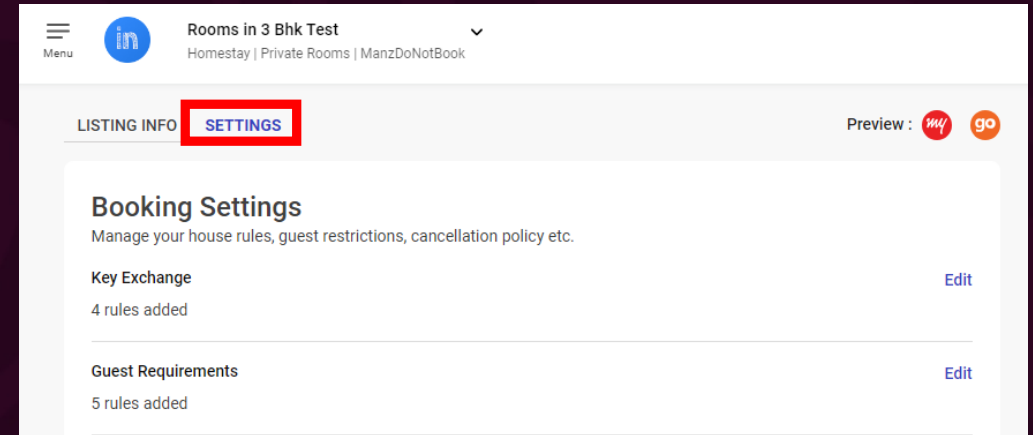 Menu
in
Rooms in 3 Bhk Test
Homestay | Private Rooms | ManzDoNotBook
LISTING INFO SETTINGS
Preview : my go
Booking Settings
Manage your house rules, guest restrictions, cancellation policy etc.
Key Exchange Edit
4 rules added
Guest Requirements Edit
5 rules added